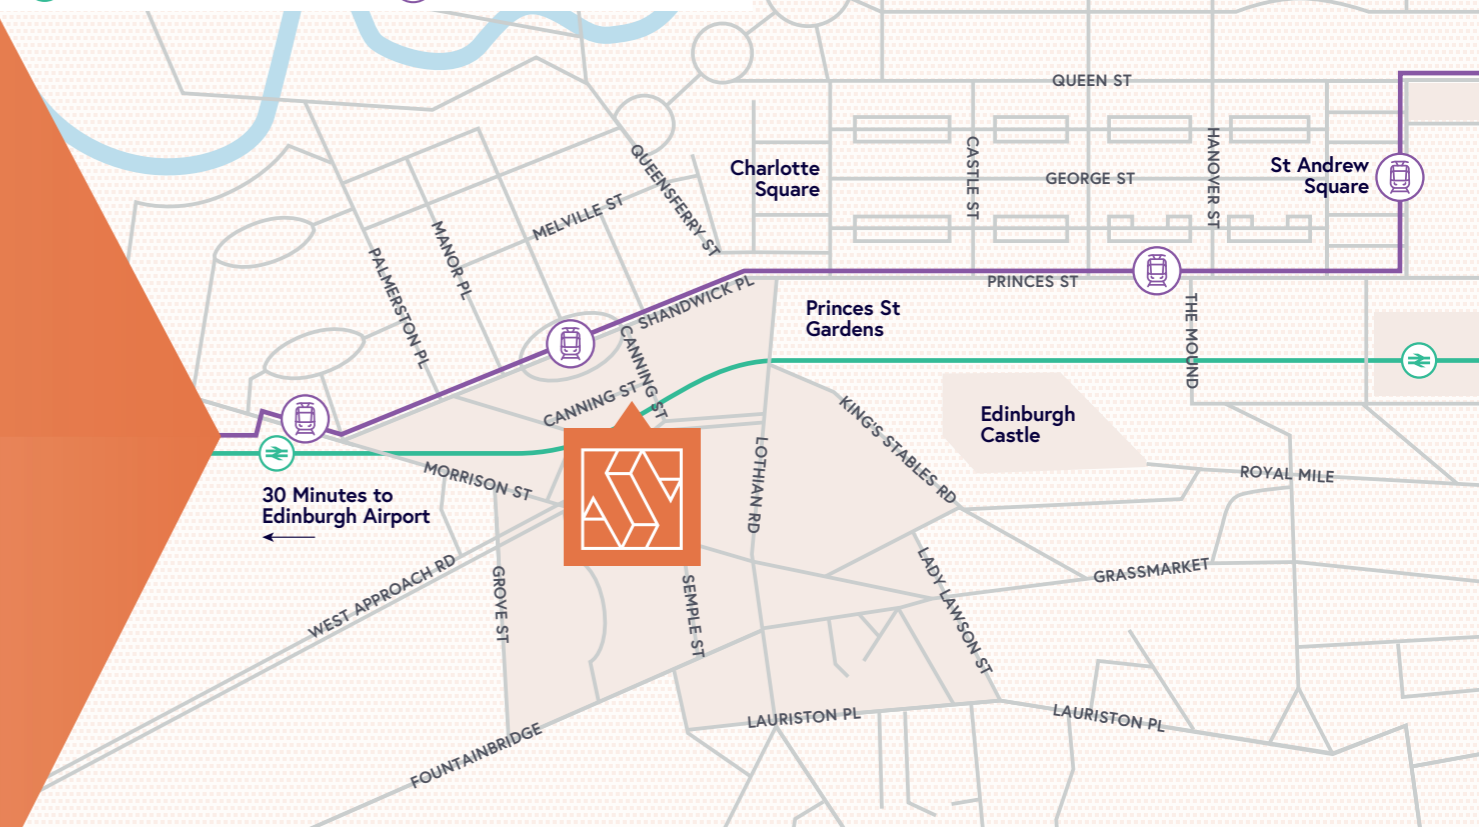 QUEEN ST
CASTLE ST
HANOVER ST
GEORGE ST
Charlotte
Square
St Andrew
Square
QUEENSFERRY ST
MELVILLE ST
MANOR PL
PALMERSTON PL
SHANDWICK PL
PRINCES ST
Princes St
Gardens
THE MOUND
CANNING ST
CANNING ST
KING'S STABLES RD
Edinburgh
Castle
ROYAL MILE
MORRISON ST
LOTHIAN RD
30 Minutes to
Edinburgh Airport
WEST APPROACH RD
GROVE ST
SEMPLE ST
LADY LAWSON ST
GRASSMARKET
LAURISTON PL
LAURISTON PL
FOUNTAINBRIDGE